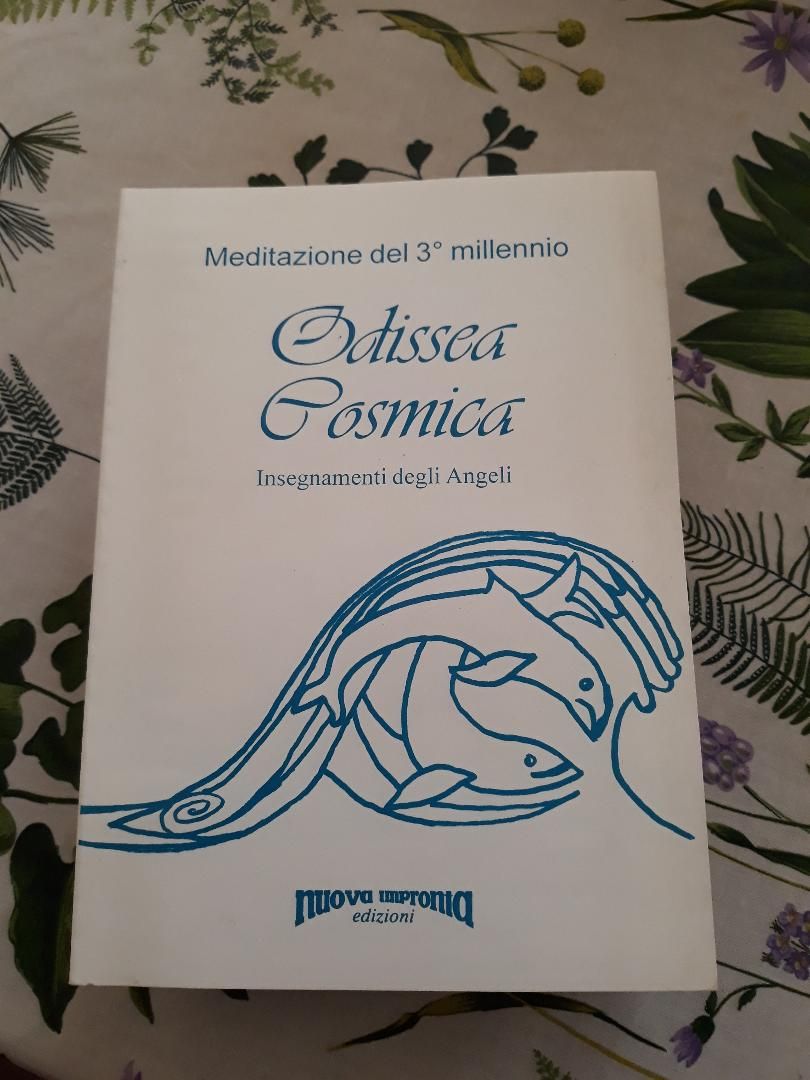 Meditazione del 3° millennio
Odissea
Cosmica
Insegnamenti degli Angeli
nuova impronta
edizioni